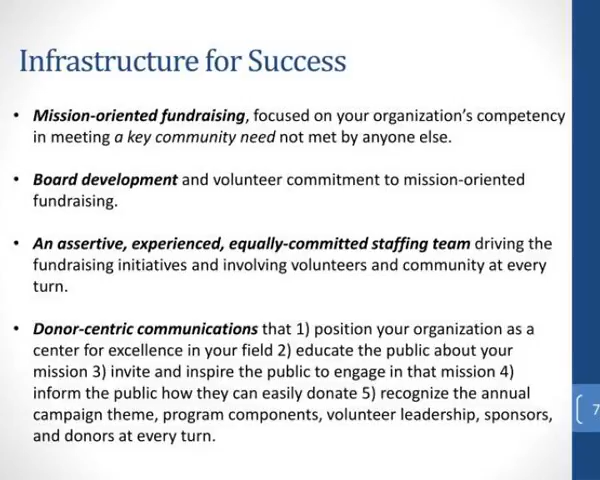 Infrastructure for Success
• Mission-oriented fundraising, focused on your organization's competency
in meeting a key community need not met by anyone else.
• Board development and volunteer commitment to mission-oriented
fundraising.
• An assertive, experienced, equally-committed staffing team driving the
fundraising initiatives and involving volunteers and community at every
turn.
• Donor-centric communications that 1) position your organization as a
center for excellence in your field 2) educate the public about your
mission 3) invite and inspire the public to engage in that mission 4)
inform the public how they can easily donate 5) recognize the annual
campaign theme, program components, volunteer leadership, sponsors,
and donors at every turn.
7